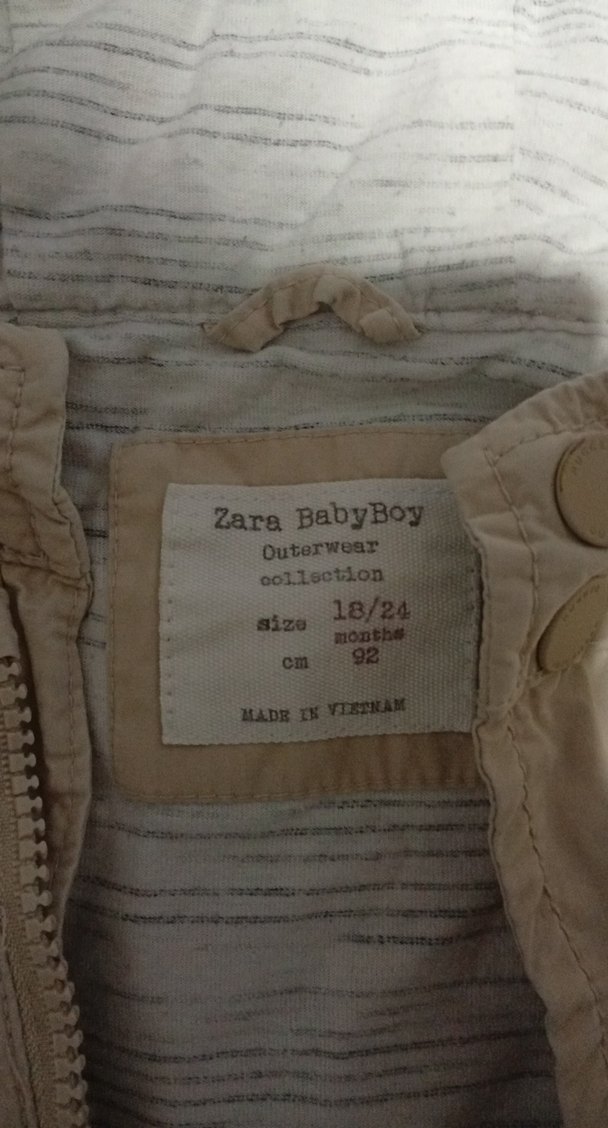 Zara BabyBoy
Outerwear
collection
size 18/24
months
cm 92
MADE IN VIETNAM